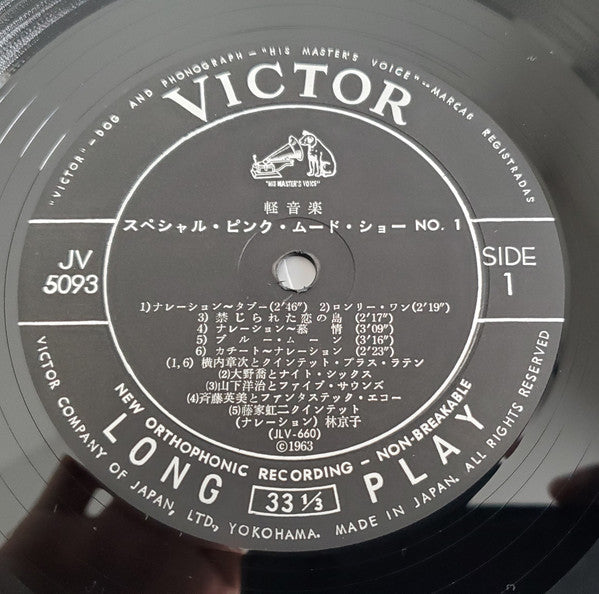 "VICTOR" — DOG AND PHONOGRAPH — "HIS MASTER'S VOICE" — MARCAS REGISTRADAS
VICTOR
"HIS MASTER'S VOICE"
軽音楽
スペシャル・ピンク・ムード・ショー NO. 1
JV
5093
SIDE
1
1)ナレーション〜タブー(2'46") 2)ロンリー・ワン(2'19")
3) 禁じられた恋の島 (2'17")
4) ナレーション〜慕 情 (3'09")
5) ブルー・ムーン (3'16")
6) カチート〜ナレーション (2'23")
(1, 6) 横内章次とクインテット・プラス・ラテン
(2)大野喬とナイト・シックス
(3)山下洋治とファイブ・サウンズ
(4)斉藤英美とファンタステック・エコー
(5)藤家虹二クインテット
(ナレーション) 林京子
(JLV-660)
©1963
NEW ORTHOPHONIC RECORDING — NON-BREAKABLE
LONG PLAY
33 1/3
VICTOR COMPANY OF JAPAN, LTD., YOKOHAMA. MADE IN JAPAN. ALL RIGHTS RESERVED